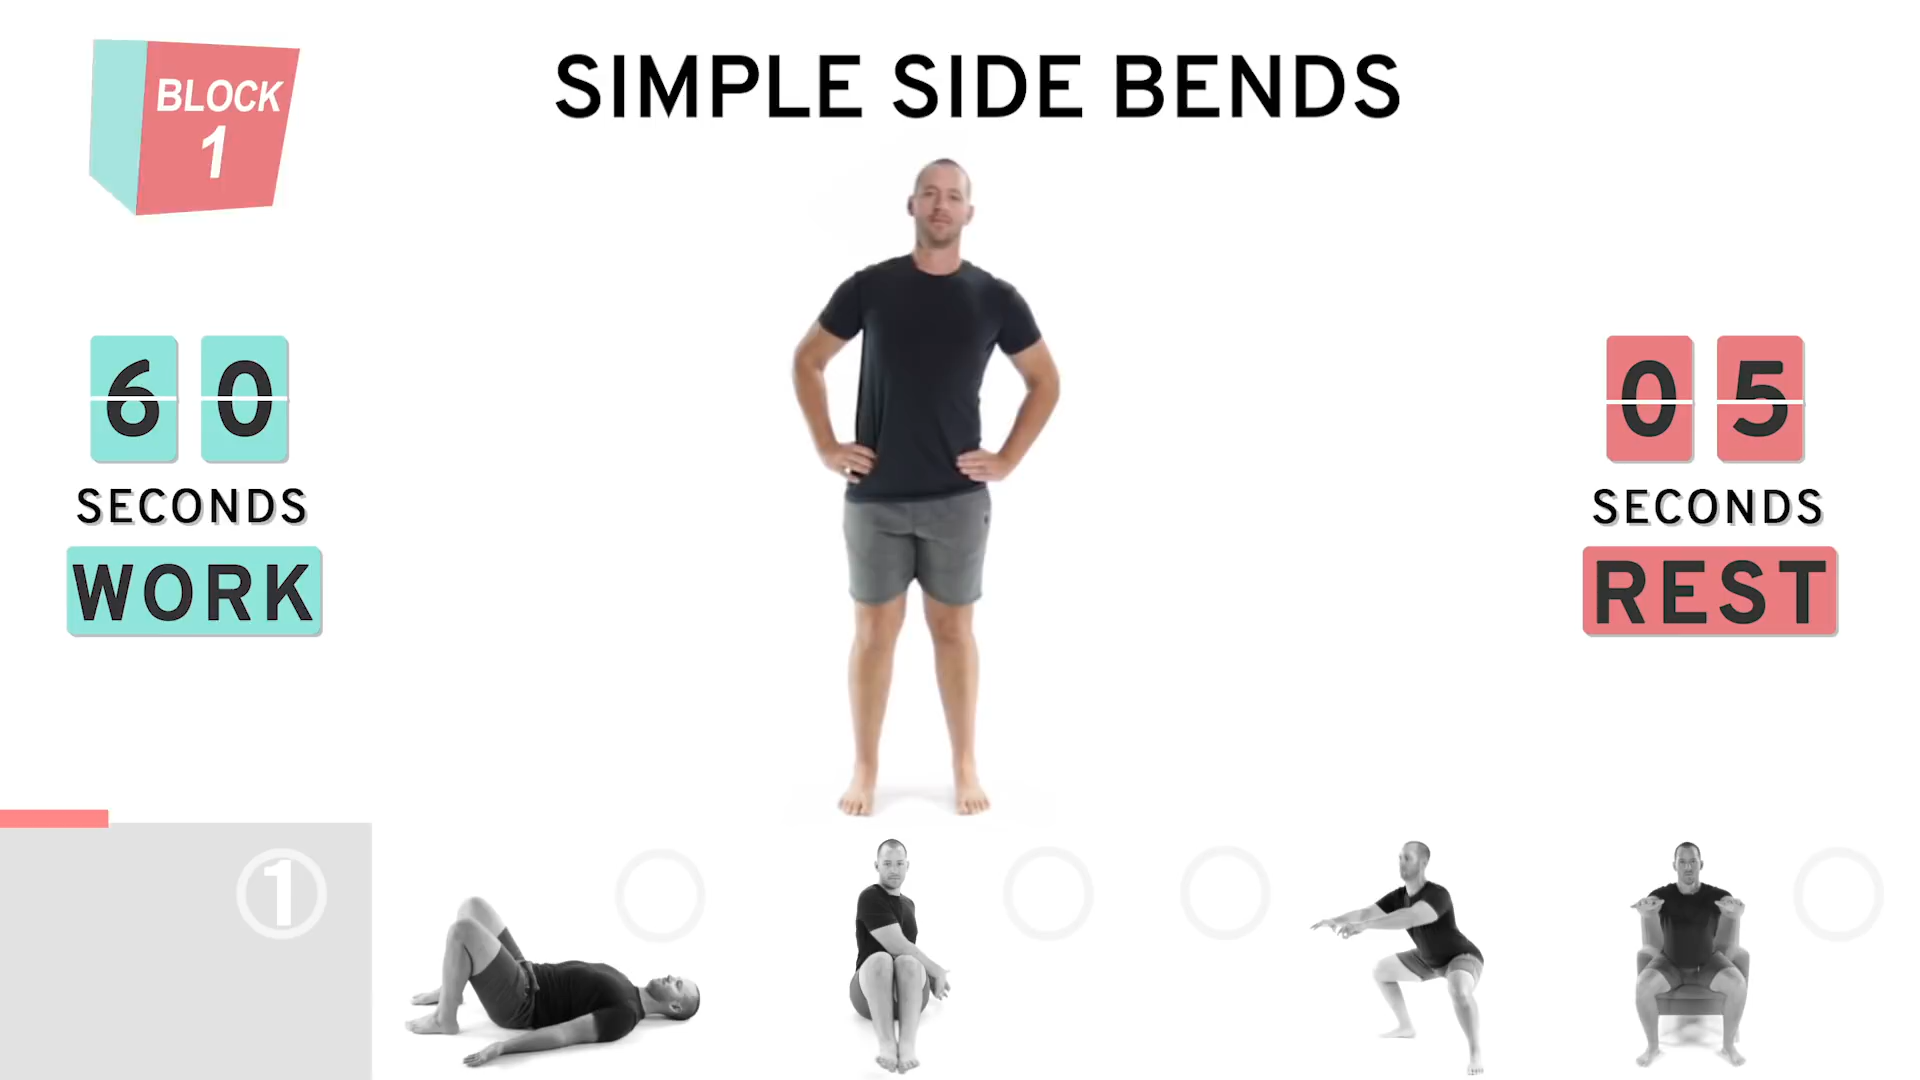 BLOCK
1
SIMPLE SIDE BENDS
60
SECONDS
WORK
05
SECONDS
REST
1